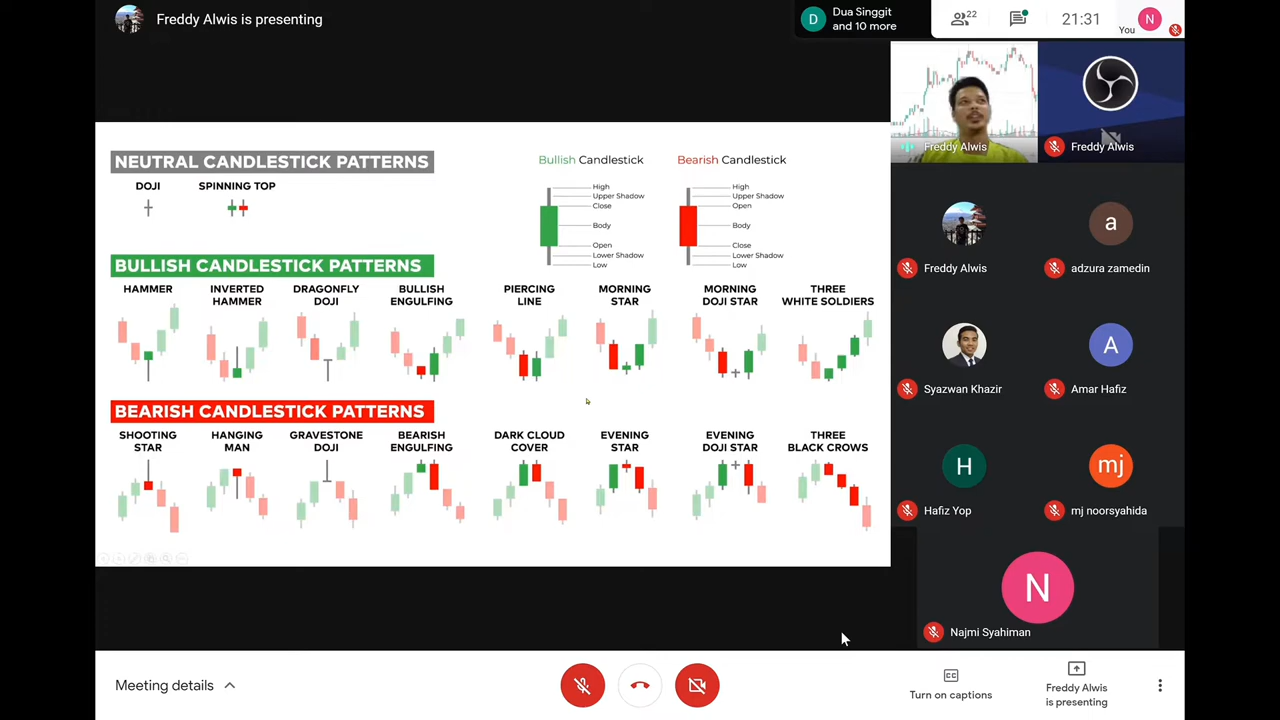 Freddy Alwis is presenting
D
Dua Singgit
and 10 more
22
21:31
You
N
NEUTRAL CANDLESTICK PATTERNS
DOJI
SPINNING TOP
Bullish Candlestick
High
Upper Shadow
Close
Body
Open
Lower Shadow
Low
Bearish Candlestick
High
Upper Shadow
Open
Body
Close
Lower Shadow
Low
BULLISH CANDLESTICK PATTERNS
HAMMER
INVERTED
HAMMER
DRAGONFLY
DOJI
BULLISH
ENGULFING
PIERCING
LINE
MORNING
STAR
MORNING
DOJI STAR
THREE
WHITE SOLDIERS
BEARISH CANDLESTICK PATTERNS
SHOOTING
STAR
HANGING
MAN
GRAVESTONE
DOJI
BEARISH
ENGULFING
DARK CLOUD
COVER
EVENING
STAR
EVENING
DOJI STAR
THREE
BLACK CROWS
Freddy Alwis
Freddy Alwis
Freddy Alwis
a
adzura zamedin
Syazwan Khazir
A
Amar Hafiz
H
Hafiz Yop
mj
mj noorsyahida
N
Najmi Syahiman
Meeting details
CC
Turn on captions
Freddy Alwis
is presenting